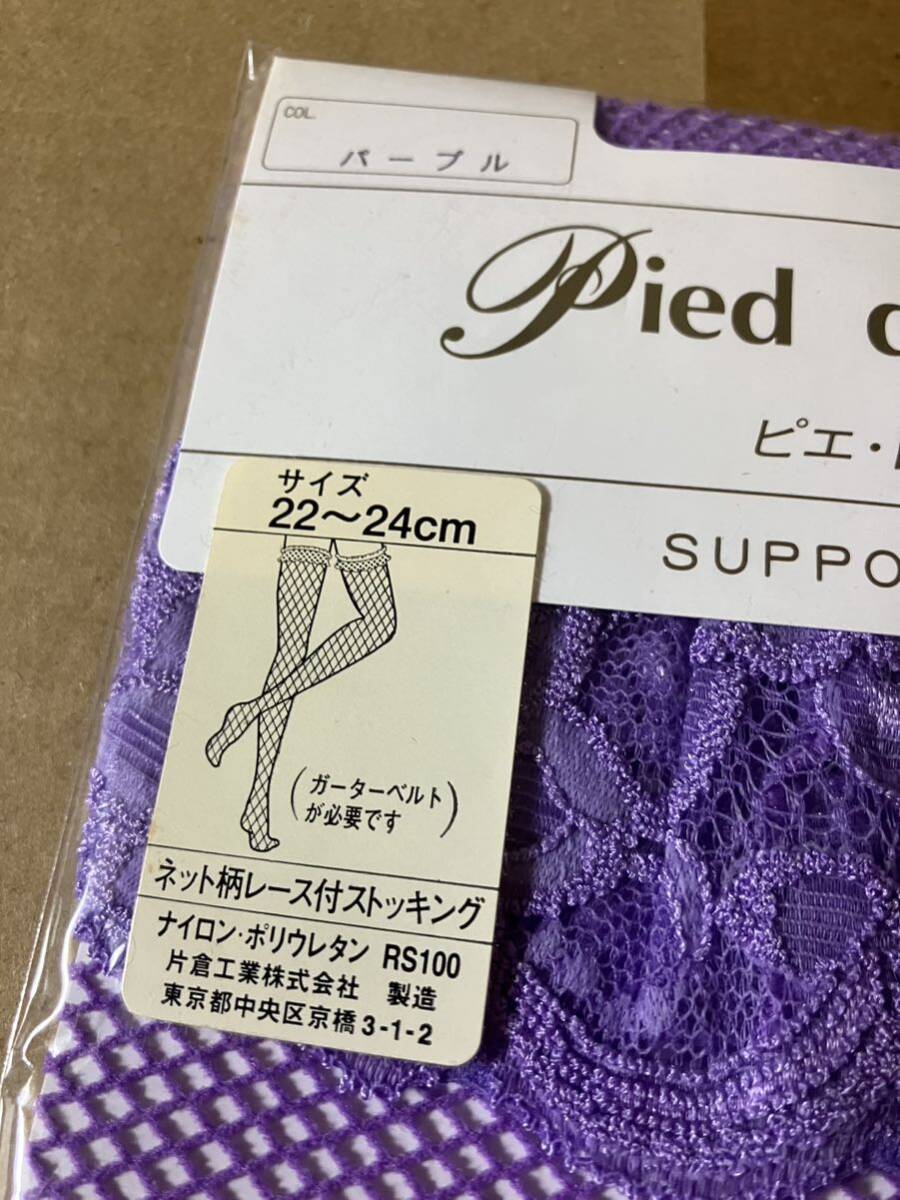 COL.
パープル
Pied
ピエ・
SUPPO
サイズ
22～24cm
(ガーターベルト
が必要です)
ネット柄レース付ストッキング
ナイロン・ポリウレタン RS100
片倉工業株式会社 製造
東京都中央区京橋3-1-2